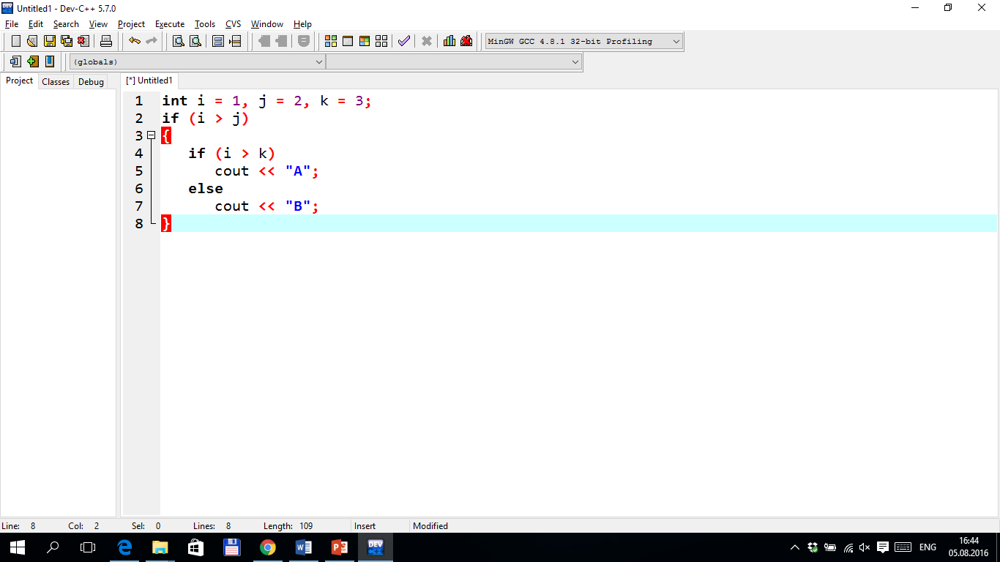 Untitled1 - Dev-C++ 5.7.0
File Edit Search View Project Execute Tools CVS Window Help
MinGW GCC 4.8.1 32-bit Profiling
(globals)
Project Classes Debug [*] Untitled1
1 int i = 1, j = 2, k = 3;
2 if (i > j)
3 {
4 if (i > k)
5 cout << "A";
6 else
7 cout << "B";
8 }
Line: 8 Col: 2 Sel: 0 Lines: 8 Length: 109 Insert Modified
DEV
ENG
16:44
05.08.2016